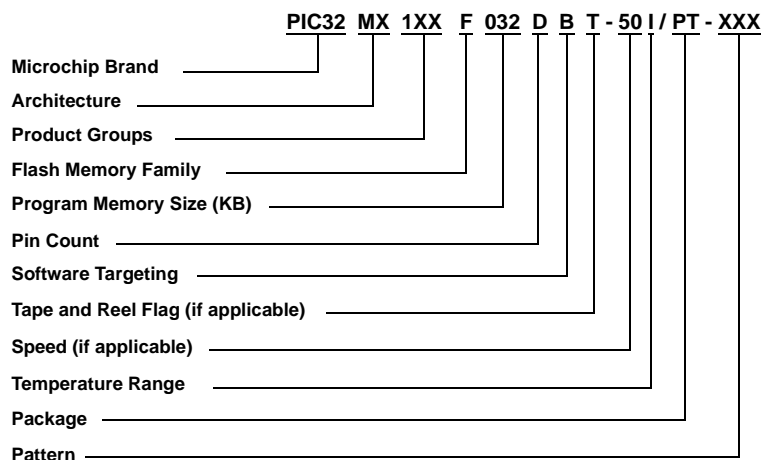 PIC32 MX 1XX F 032 D B T - 50 I / PT - XXX
Microchip Brand
Architecture
Product Groups
Flash Memory Family
Program Memory Size (KB)
Pin Count
Software Targeting
Tape and Reel Flag (if applicable)
Speed (if applicable)
Temperature Range
Package
Pattern